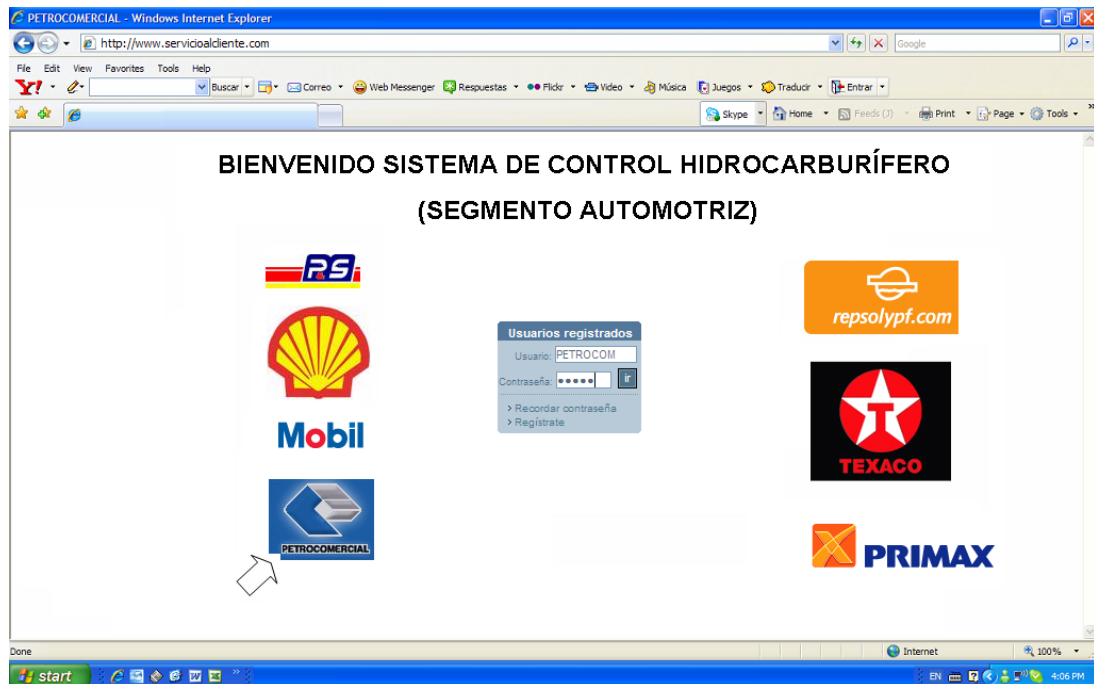 PETROCOMERCIAL - Windows Internet Explorer
http://www.servicioalcliente.com
Google
File Edit View Favorites Tools Help
Y! Buscar Correo Web Messenger Respuestas Flickr Video Música Juegos Traducir Entrar
Skype Home Feeds (J) Print Page Tools
BIENVENIDO SISTEMA DE CONTROL HIDROCARBURÍFERO
(SEGMENTO AUTOMOTRIZ)
P&S
repsolypf.com
Usuarios registrados
Usuario: PETROCOM
Contraseña: ●●●●● ir
> Recordar contraseña
> Regístrate
Mobil
T
TEXACO
PETROCOMERCIAL
PRIMAX
Done Internet 100%
start EN 4:06 PM